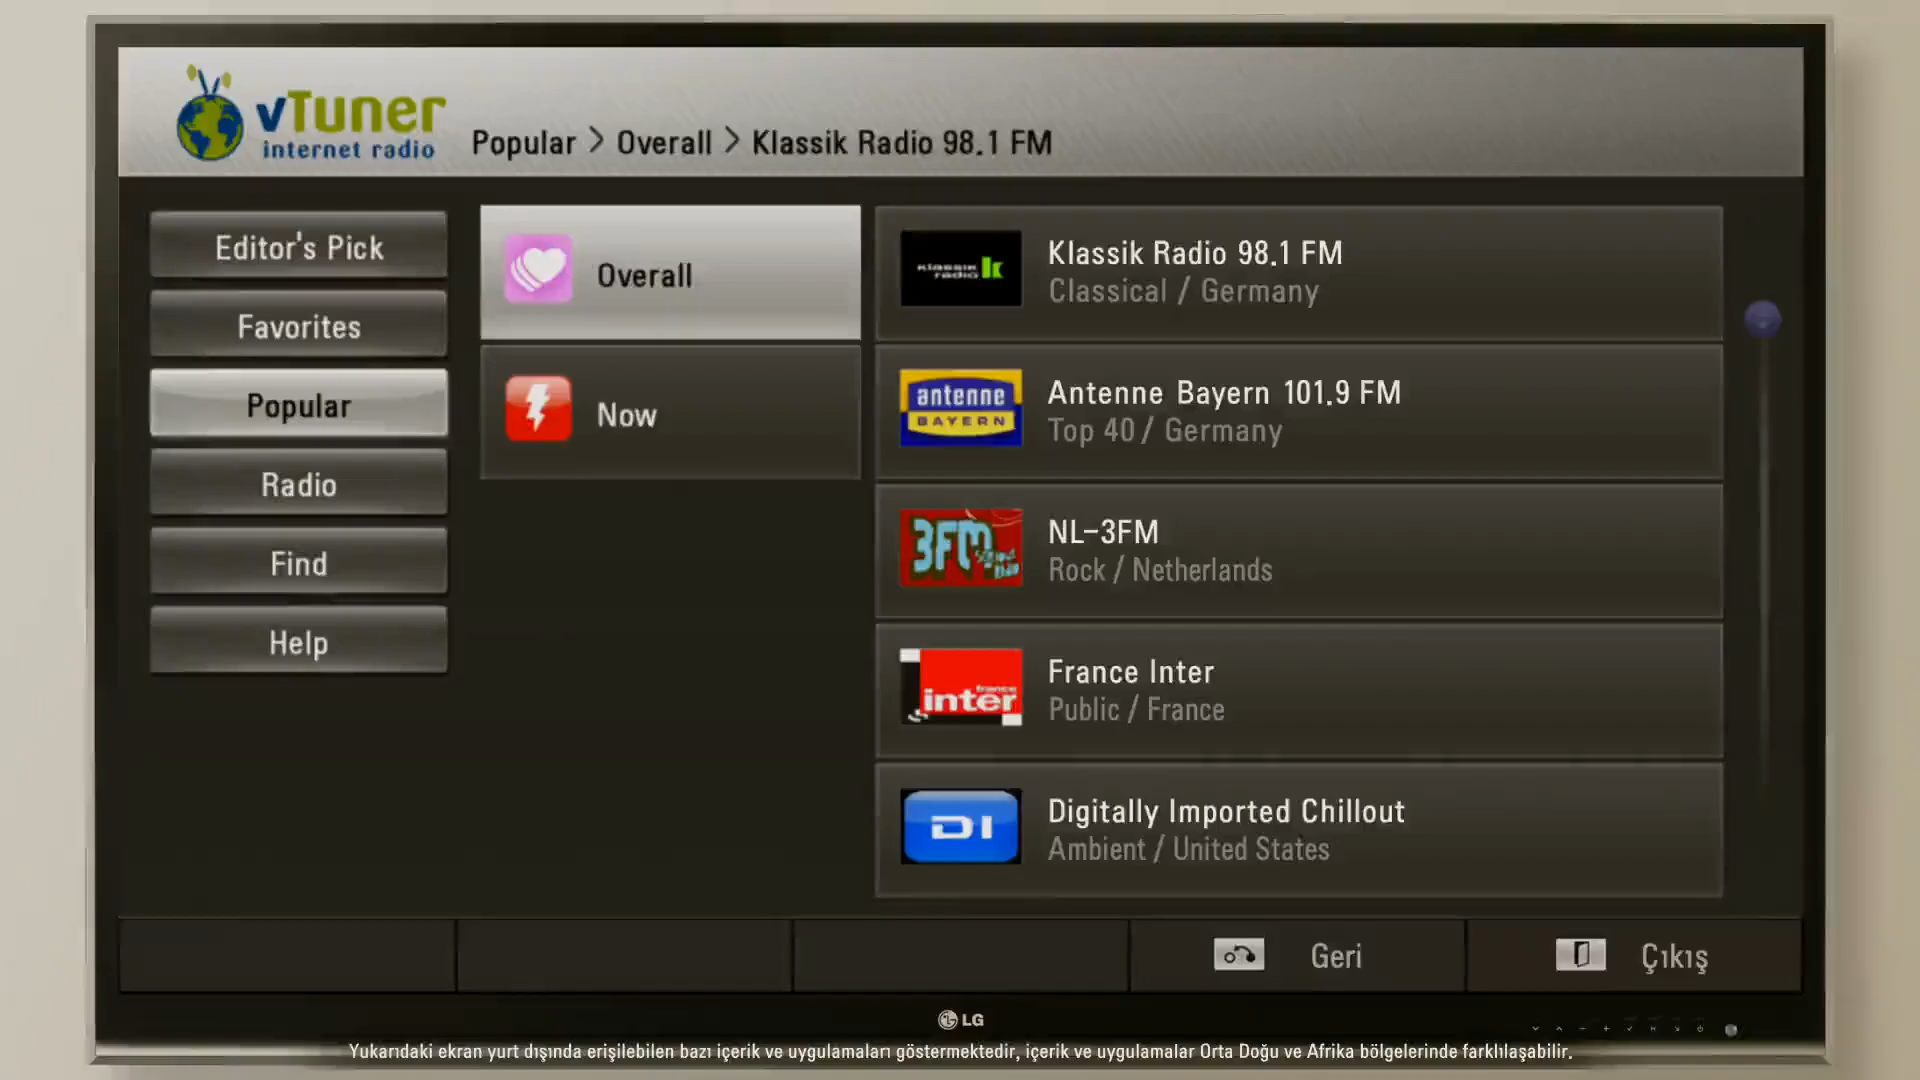 vTuner
internet radio
Popular > Overall > Klassik Radio 98.1 FM
Editor's Pick
Favorites
Popular
Radio
Find
Help
Overall
Now
Klassik radio
Klassik Radio 98.1 FM
Classical / Germany
antenne
BAYERN
Antenne Bayern 101.9 FM
Top 40 / Germany
3FM
NL-3FM
Rock / Netherlands
france
inter
France Inter
Public / France
DI
Digitally Imported Chillout
Ambient / United States
Geri
Çıkış
LG
Yukarıdaki ekran yurt dışında erişilebilen bazı içerik ve uygulamaları göstermektedir, içerik ve uygulamalar Orta Doğu ve Afrika bölgelerinde farklılaşabilir.